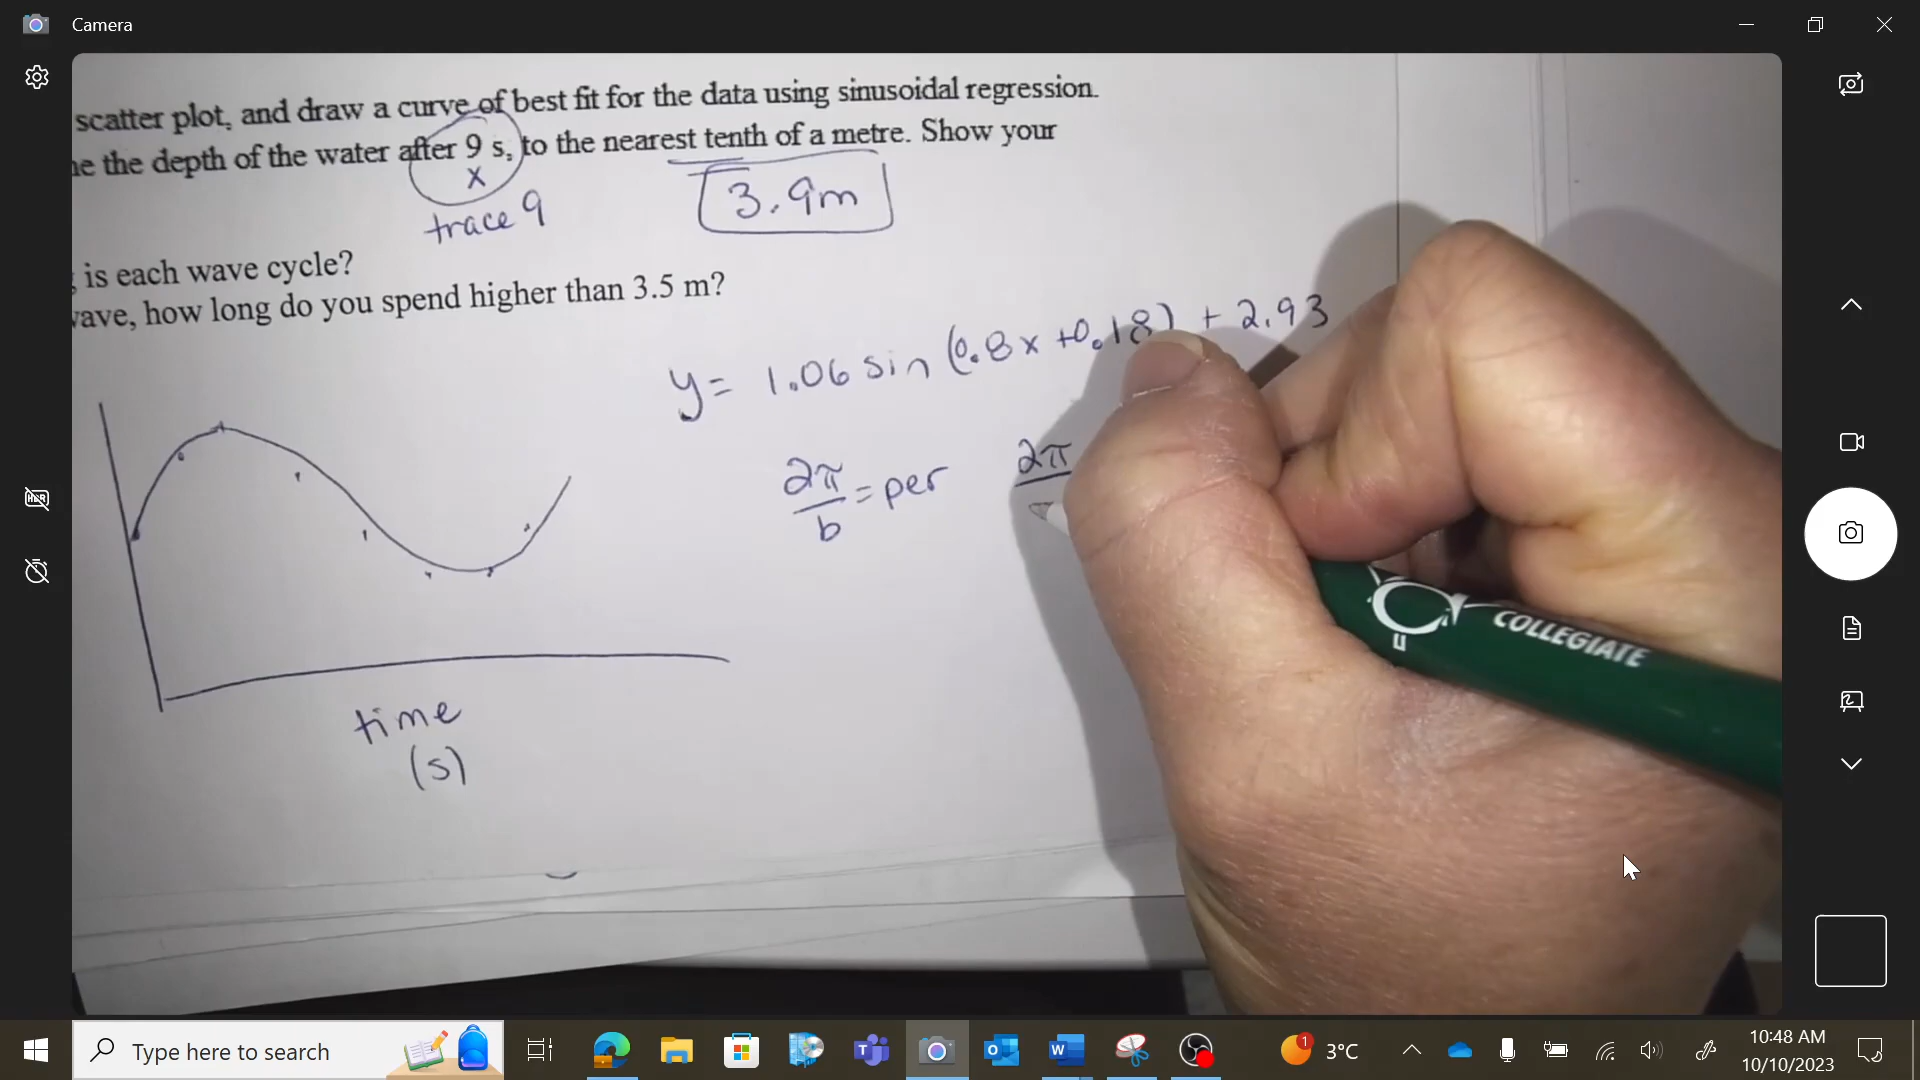 Camera
scatter plot, and draw a curve of best fit for the data using sinusoidal regression.
the depth of the water after 9 s, to the nearest tenth of a metre. Show your
x
trace 9
3.9m
is each wave cycle?
wave, how long do you spend higher than 3.5 m?
y = 1.06 sin (0.8x +0.18) + 2.93
2π
b
= per
2π
COLLEGIATE
time
(s)
Type here to search
1
3°C
10:48 AM
10/10/2023